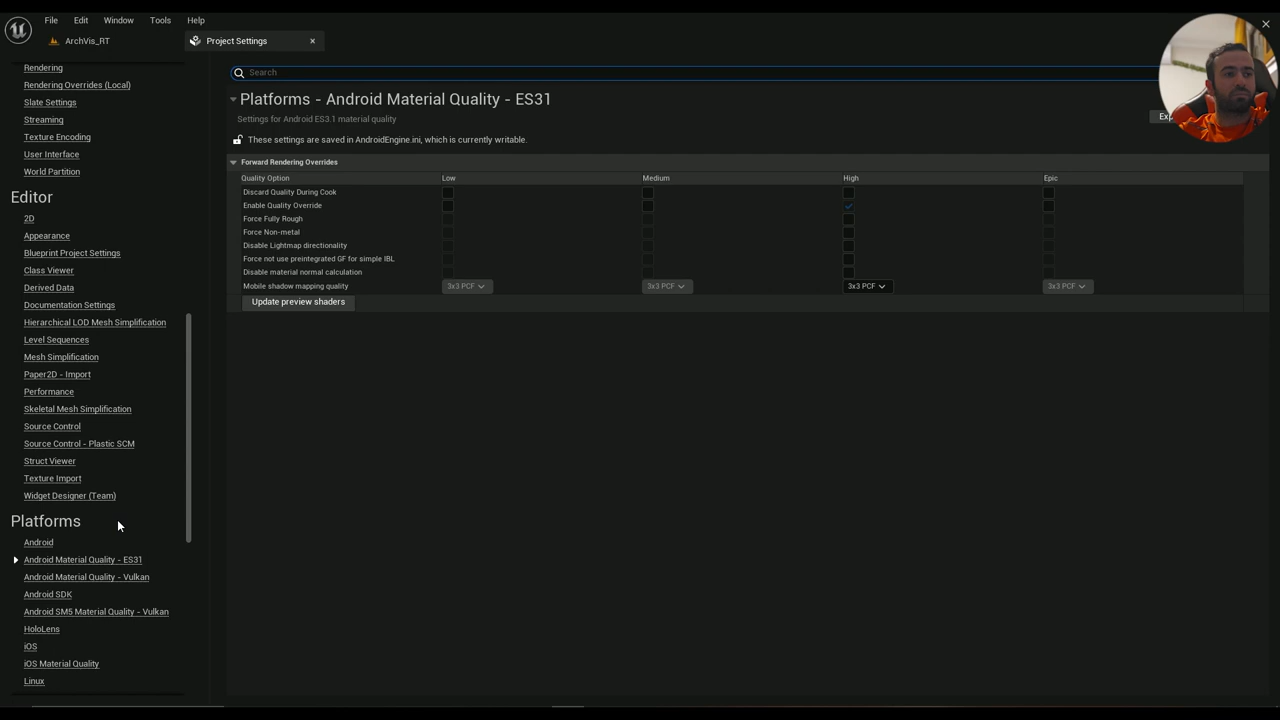 File Edit Window Tools Help
ArchVis_RT
Project Settings
Rendering
Rendering Overrides (Local)
Slate Settings
Streaming
Texture Encoding
User Interface
World Partition
Editor
2D
Appearance
Blueprint Project Settings
Class Viewer
Derived Data
Documentation Settings
Hierarchical LOD Mesh Simplification
Level Sequences
Mesh Simplification
Paper2D - Import
Performance
Skeletal Mesh Simplification
Source Control
Source Control - Plastic SCM
Struct Viewer
Texture Import
Widget Designer (Team)
Platforms
Android
Android Material Quality - ES31
Android Material Quality - Vulkan
Android SDK
Android SM5 Material Quality - Vulkan
HoloLens
iOS
iOS Material Quality
Linux
Search
Platforms - Android Material Quality - ES31
Settings for Android ES3.1 material quality
These settings are saved in AndroidEngine.ini, which is currently writable.
Forward Rendering Overrides
Quality Option Low Medium High Epic
Discard Quality During Cook
Enable Quality Override
Force Fully Rough
Force Non-metal
Disable Lightmap directionality
Force not use preintegrated GF for simple IBL
Disable material normal calculation
Mobile shadow mapping quality 3x3 PCF 3x3 PCF 3x3 PCF 3x3 PCF
Update preview shaders